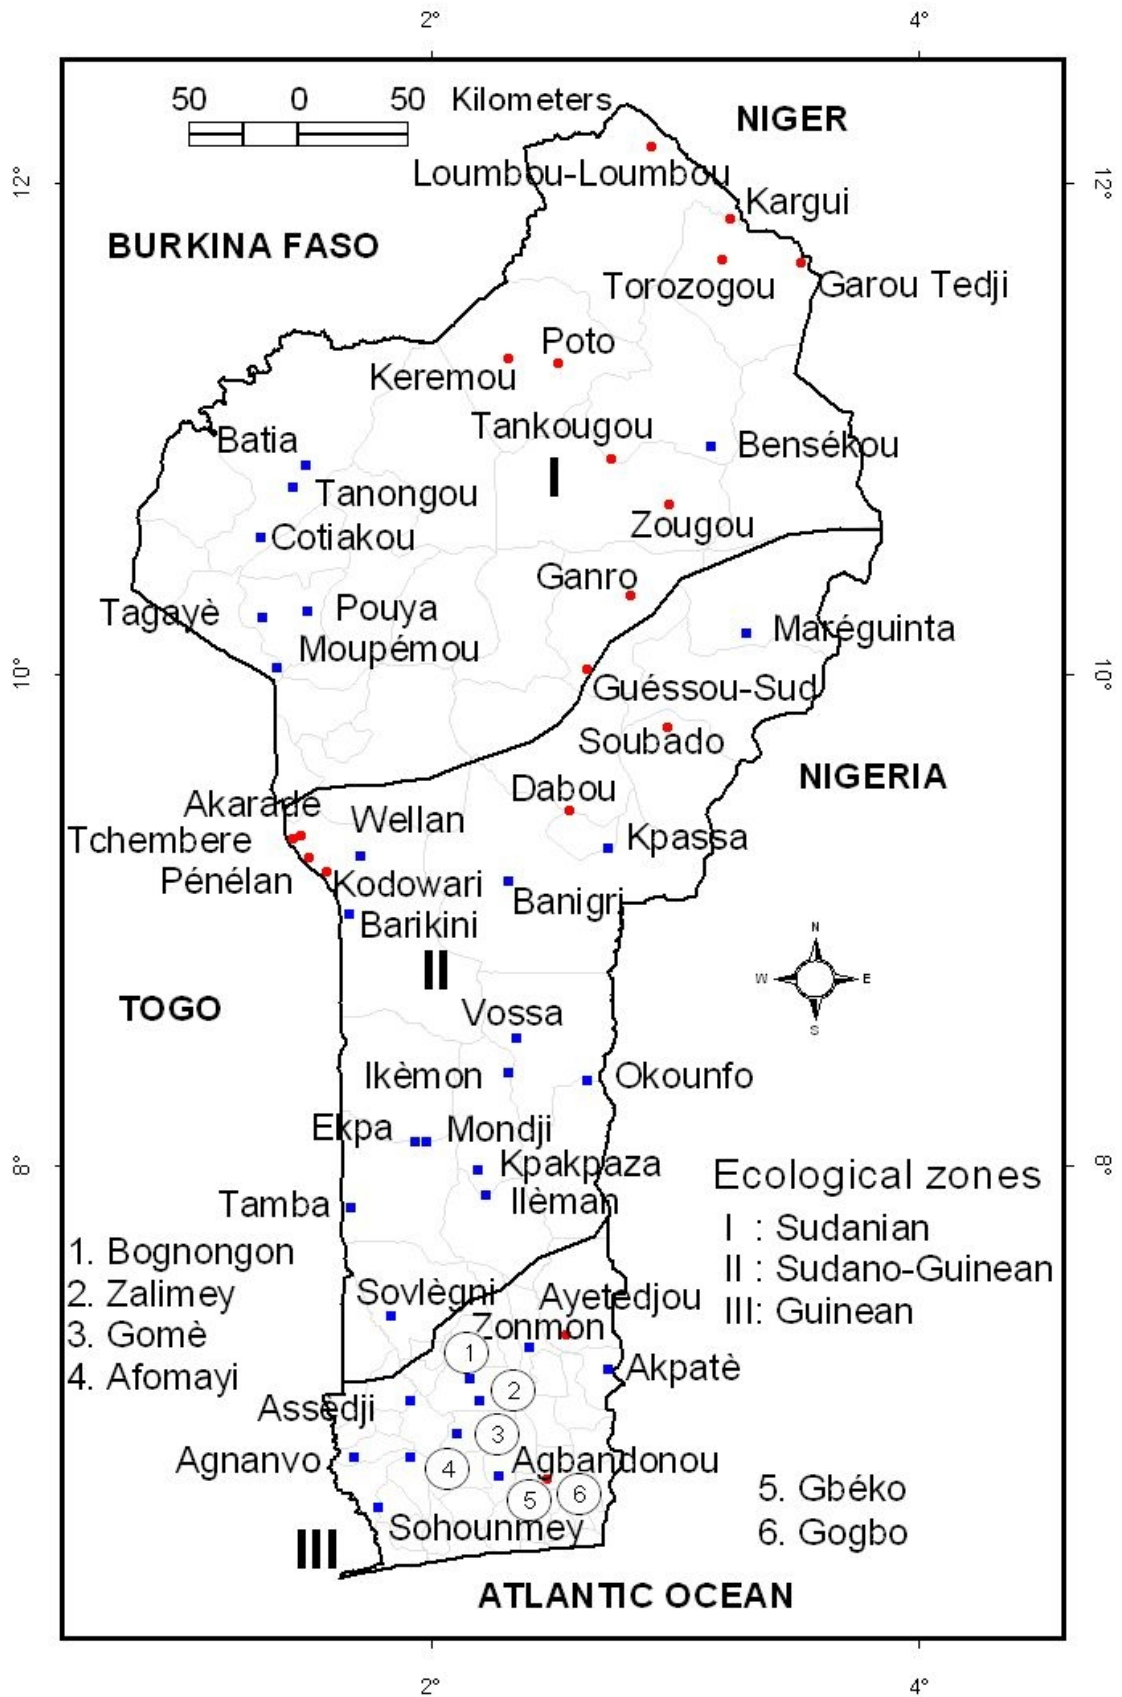 2° 4°
50 0 50 Kilometers
NIGER
Loumbou-Loumbou
12° 12°
Kargui
BURKINA FASO
Torozogou Garou Tedji
Poto
Keremou
Tankougou
Batia Bensékou
I
Tanongou
Zougou
Cotiakou
Ganro
Tagayè Pouya
Maréguinta
Moupémou
10° 10°
Guéssou-Sud
Soubado
NIGERIA
Dabou
Akarade
Wellan
Tchembere Kpassa
Pénélan Kodowari
Banigri
Barikini
N
II
W E
TOGO
Vossa
S
Ikèmon Okounfo
Ekpa Mondji
8° Kpakpaza 8°
Ecological zones
Tamba Ilèman
I : Sudanian
1. Bognongon
II : Sudano-Guinean
2. Zalimey Sovlègni Ayetedjou
III: Guinean
3. Gomè Zonmon
1
4. Afomayi Akpatè
2
Assèdji
3
Agnanvo Agbandonou
4
5 6
5. Gbéko
Sohounmey
6. Gogbo
III
ATLANTIC OCEAN
2° 4°